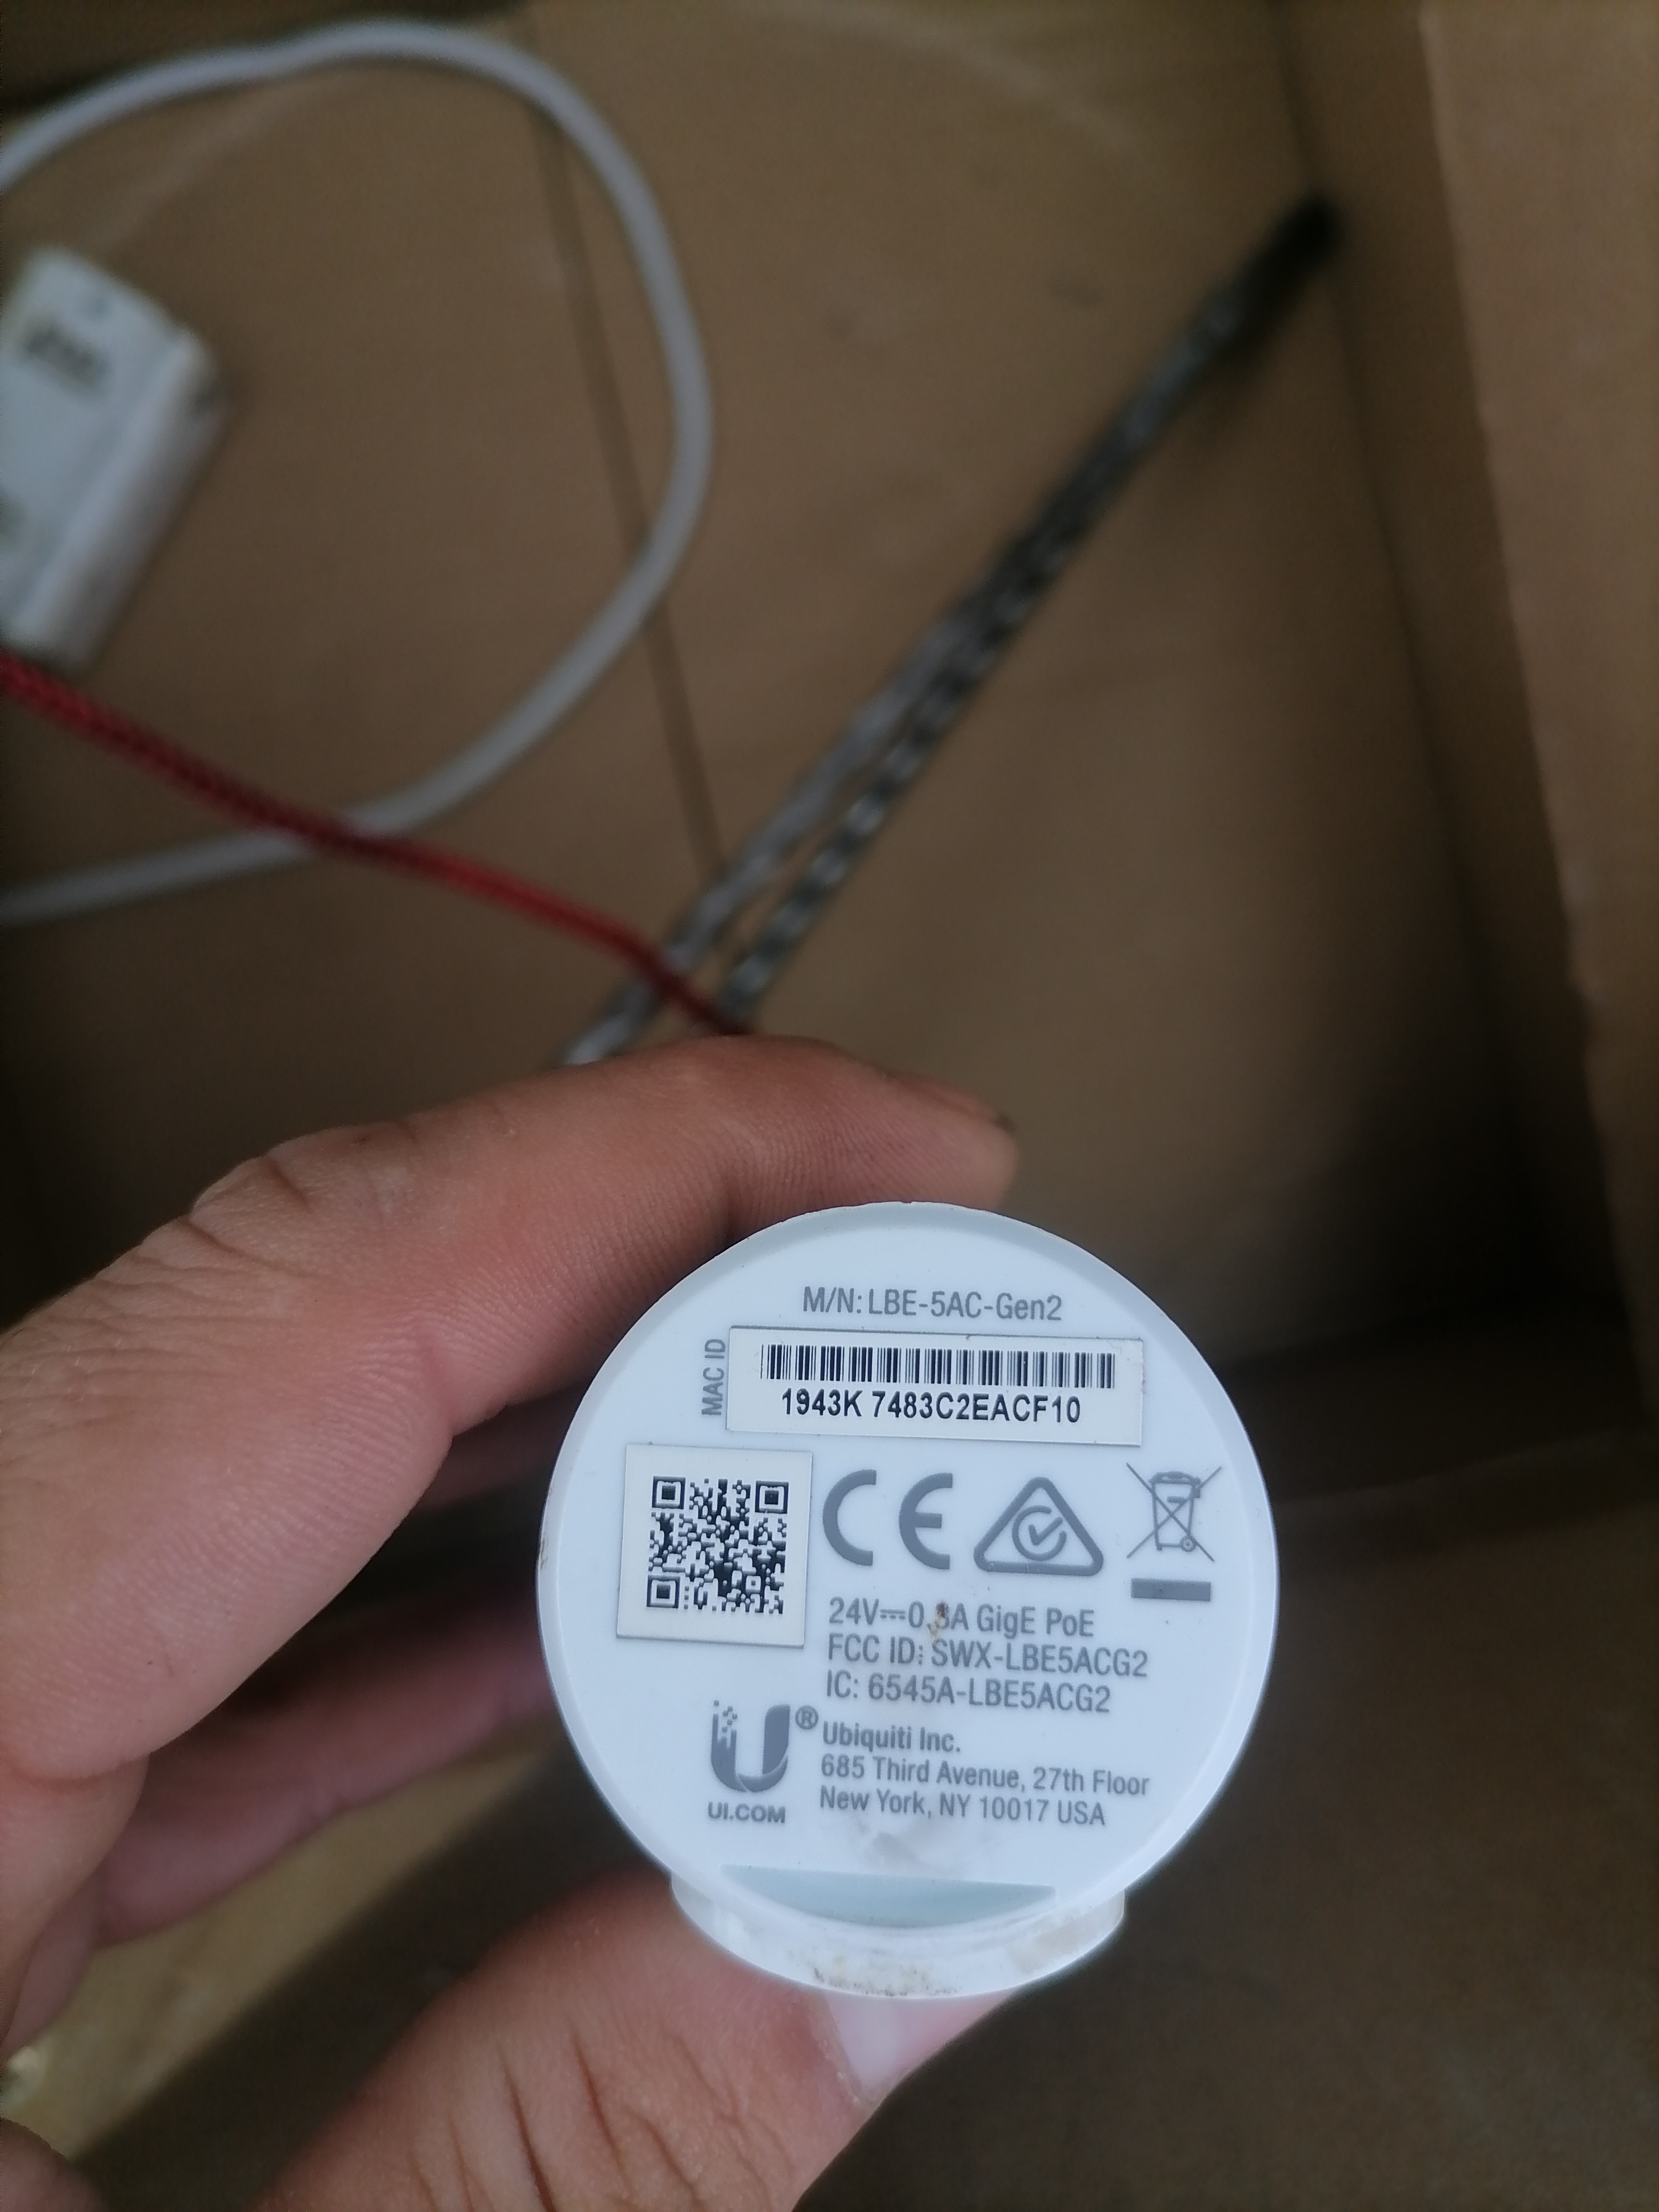 M/N: LBE-5AC-Gen2
MAC ID
1943K 7483C2EACF10
CE
24V⎓0.3A GigE PoE
FCC ID: SWX-LBE5ACG2
IC: 6545A-LBE5ACG2
U®
UI.COM
Ubiquiti Inc.
685 Third Avenue, 27th Floor
New York, NY 10017 USA